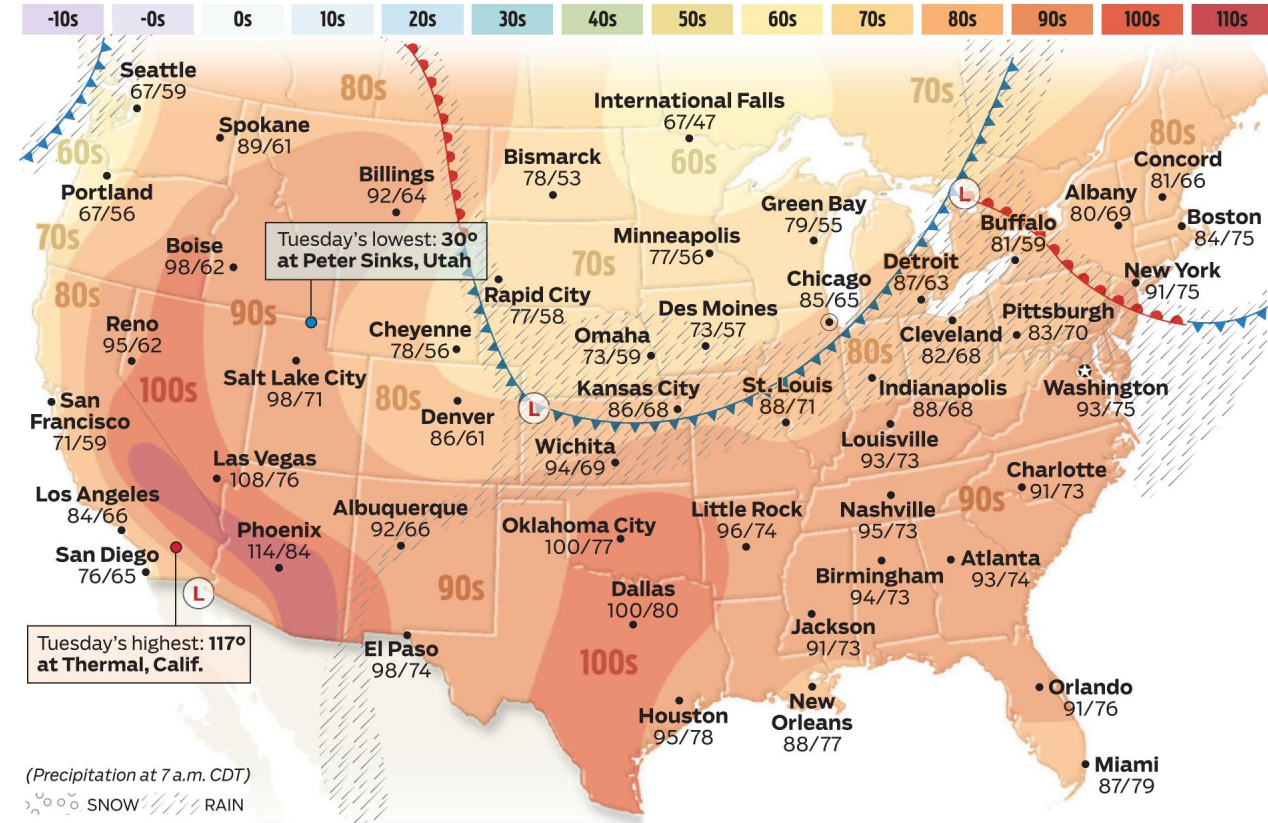 -10s -0s 0s 10s 20s 30s 40s 50s 60s 70s 80s 90s 100s 110s
Seattle
67/59
80s
70s
International Falls
67/47
Spokane
89/61
80s
60s
Bismarck
78/53
60s
Concord
81/66
Billings
92/64
Portland
67/56
Albany
80/69
Green Bay
79/55
Buffalo
81/59
Boston
84/75
L
70s
Tuesday's lowest: 30°
at Peter Sinks, Utah
Boise
98/62
Minneapolis
77/56
70s
Detroit
87/63
New York
91/75
Chicago
85/65
80s
90s
Rapid City
77/58
Des Moines
73/57
Pittsburgh
83/70
Reno
95/62
Cheyenne
78/56
Omaha
73/59
Cleveland
82/68
80s
Salt Lake City
98/71
100s
80s
Kansas City
86/68
St. Louis
88/71
Indianapolis
88/68
Washington
93/75
San
Francisco
71/59
Denver
86/61
L
Louisville
93/73
Wichita
94/69
Las Vegas
108/76
Charlotte
91/73
90s
Los Angeles
84/66
Albuquerque
92/66
Oklahoma City
100/77
Little Rock
96/74
Nashville
95/73
Phoenix
114/84
San Diego
76/65
Atlanta
93/74
Birmingham
94/73
90s
Dallas
100/80
L
Jackson
91/73
Tuesday's highest: 117°
at Thermal, Calif.
El Paso
98/74
100s
Houston
95/78
New
Orleans
88/77
Orlando
91/76
Miami
87/79
(Precipitation at 7 a.m. CDT)
SNOW RAIN